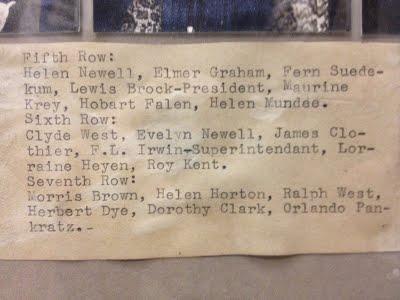 Fifth Row:
Helen Newell, Elmer Graham, Fern Suede-
kum, Lewis Brock-President, Maurine
Krey, Hobart Falen, Helen Mundee.
Sixth Row:
Clyde West, Evelyn Newell, James Clo-
thier, F.L. Irwin-Superintendant, Lor-
raine Heyen, Roy Kent.
Seventh Row:
Morris Brown, Helen Horton, Ralph West,
Herbert Dye, Dorothy Clark, Orlando Pan-
kratz.-